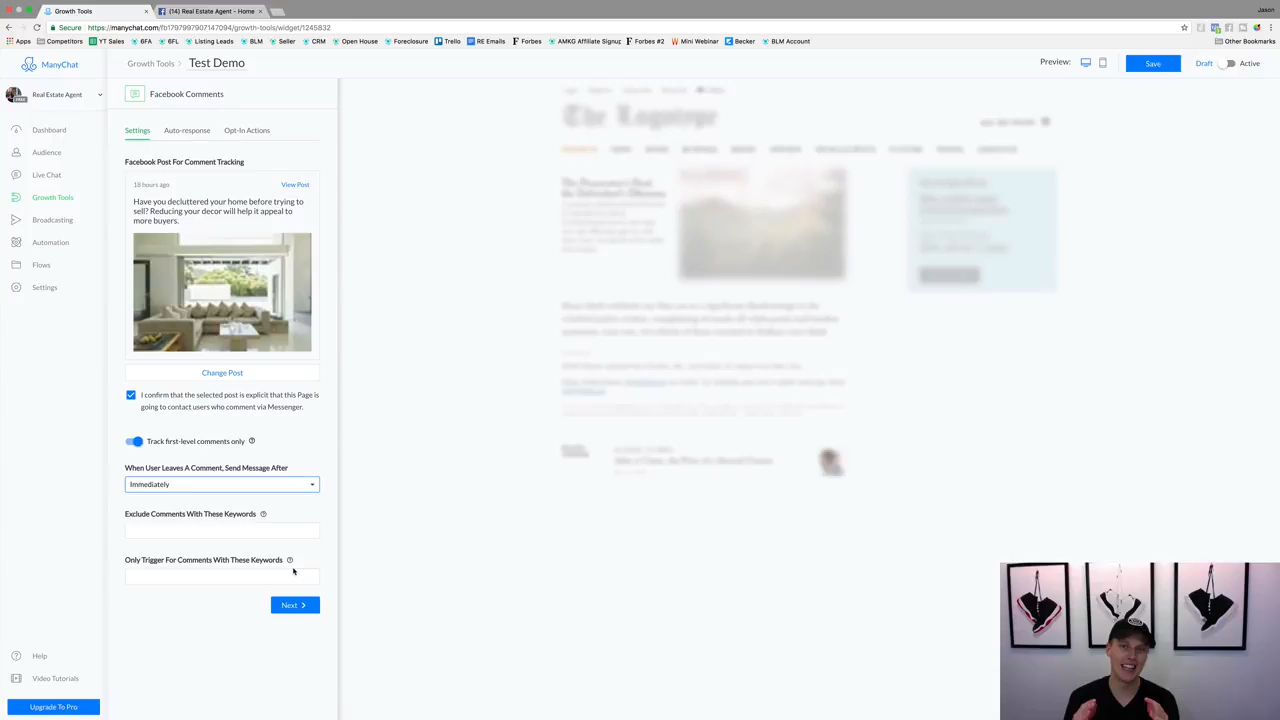 Growth Tools
(14) Real Estate Agent - Home
Jason
Secure
https://manychat.com/fb1797997907147094/growth-tools/widget/1245832
Apps
Competitors
YT Sales
6FA
6FL
Listing Leads
BLM
Seller
CRM
Open House
Foreclosure
Trello
RE Emails
Forbes
AMKG Affiliate Signup
Forbes #2
Mini Webinar
Becker
BLM Account
Other Bookmarks
ManyChat
Growth Tools
Test Demo
Preview:
Save
Draft
Active
Real Estate Agent
FREE
Dashboard
Audience
Live Chat
Growth Tools
Broadcasting
Automation
Flows
Settings
Help
Video Tutorials
Upgrade To Pro
Facebook Comments
Settings
Auto-response
Opt-In Actions
Facebook Post For Comment Tracking
18 hours ago
View Post
Have you decluttered your home before trying to
sell? Reducing your decor will help it appeal to
more buyers.
Change Post
I confirm that the selected post is explicit that this Page is
going to contact users who comment via Messenger.
Track first-level comments only
When User Leaves A Comment, Send Message After
Immediately
Exclude Comments With These Keywords
Only Trigger For Comments With These Keywords
Next
The Logotype